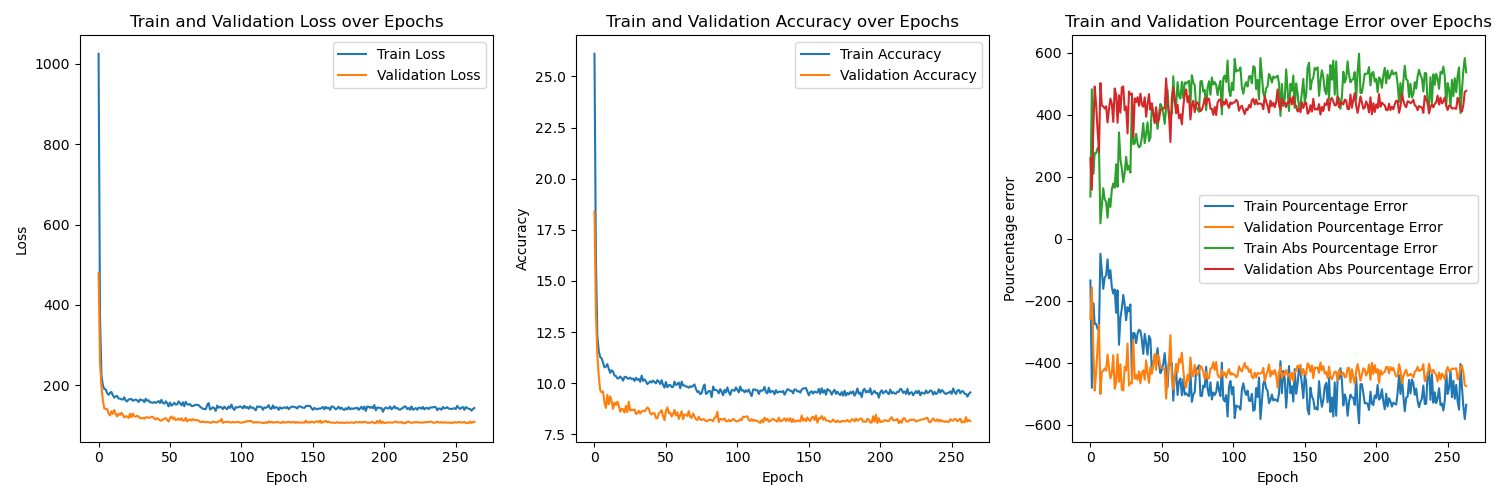 Train and Validation Loss over Epochs
Loss
1000
800
600
400
200
0
50
100
150
200
250
Epoch
Train Loss
Validation Loss
Train and Validation Accuracy over Epochs
Accuracy
25.0
22.5
20.0
17.5
15.0
12.5
10.0
7.5
0
50
100
150
200
250
Epoch
Train Accuracy
Validation Accuracy
Train and Validation Pourcentage Error over Epochs
Pourcentage error
600
400
200
0
−200
−400
−600
0
50
100
150
200
250
Epoch
Train Pourcentage Error
Validation Pourcentage Error
Train Abs Pourcentage Error
Validation Abs Pourcentage Error